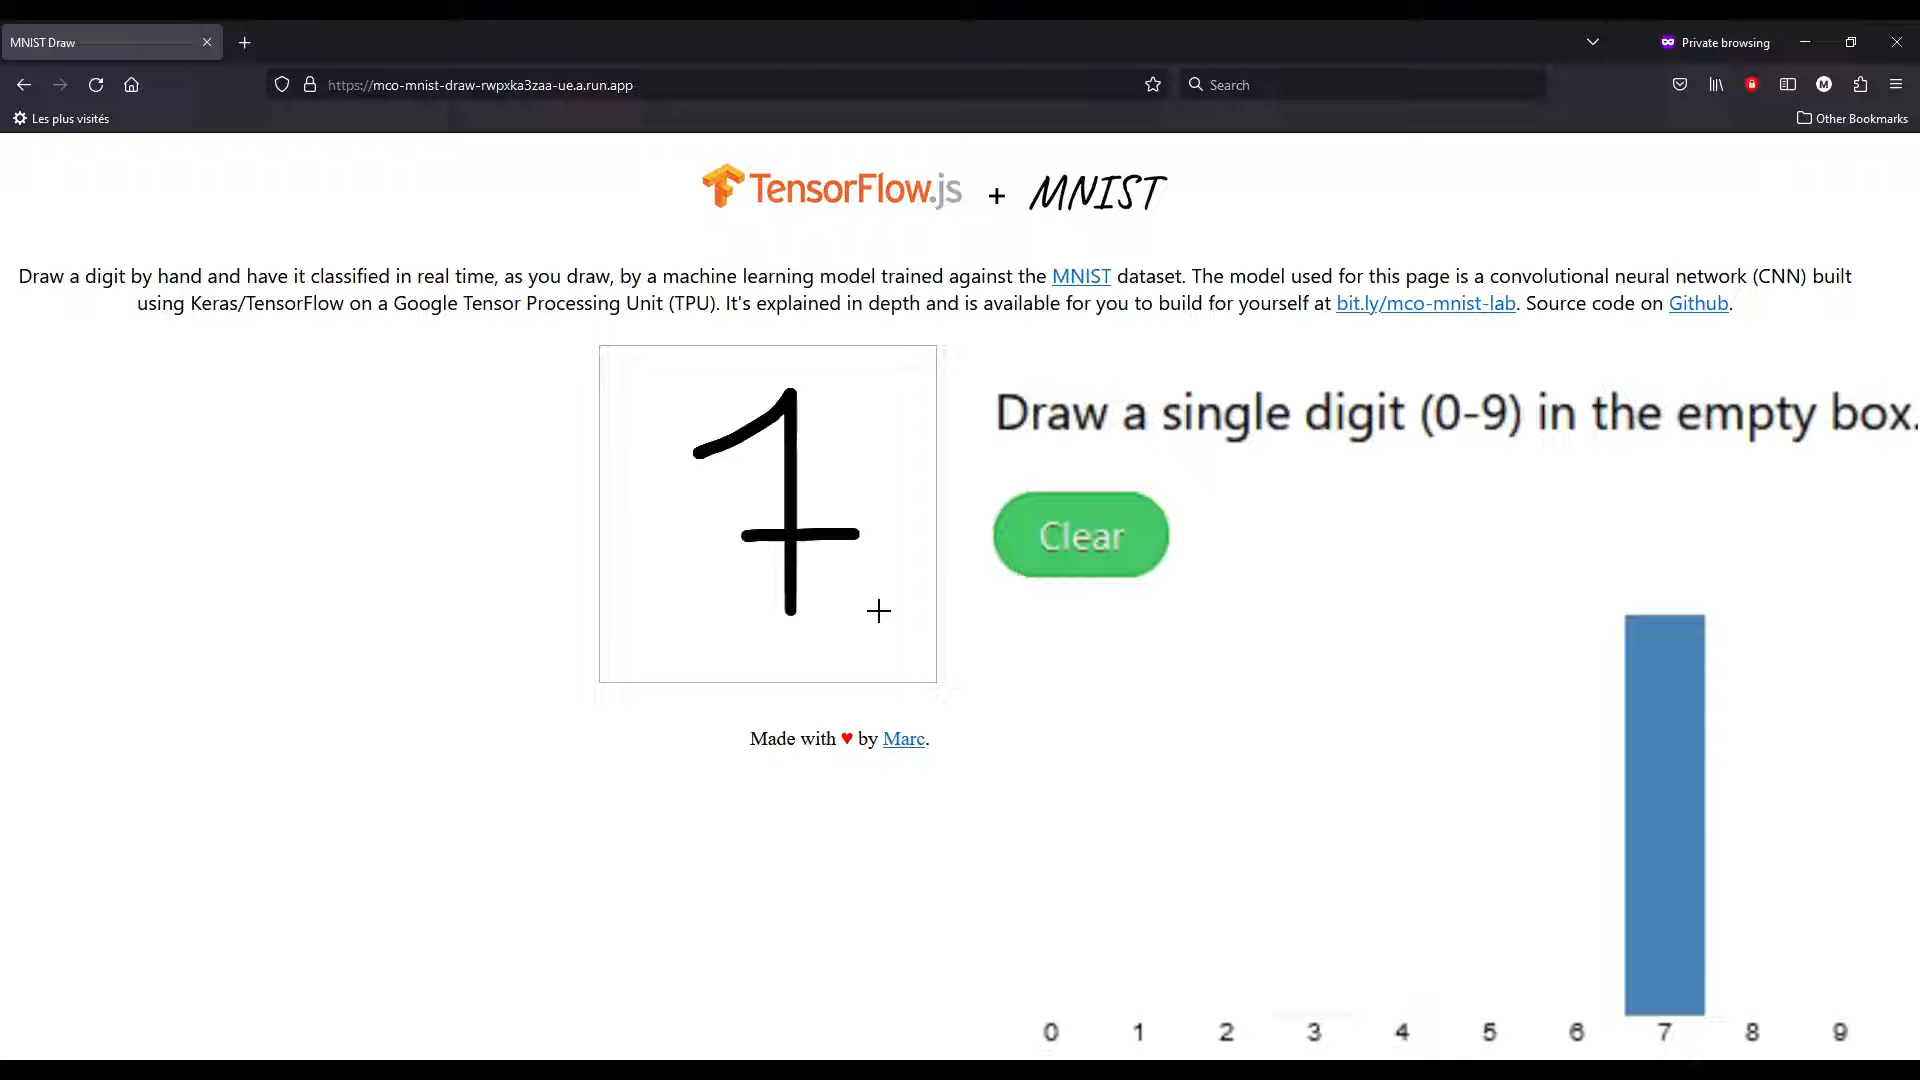 MNIST Draw
Private browsing
https://mco-mnist-draw-rwpxka3zaa-ue.a.run.app
Search
Les plus visités
Other Bookmarks
TensorFlow.js + MNIST
Draw a digit by hand and have it classified in real time, as you draw, by a machine learning model trained against the MNIST dataset. The model used for this page is a convolutional neural network (CNN) built
using Keras/TensorFlow on a Google Tensor Processing Unit (TPU). It's explained in depth and is available for you to build for yourself at bit.ly/mco-mnist-lab. Source code on Github.
7
Draw a single digit (0-9) in the empty box.
Clear
Made with ♥ by Marc.
0 1 2 3 4 5 6 7 8 9